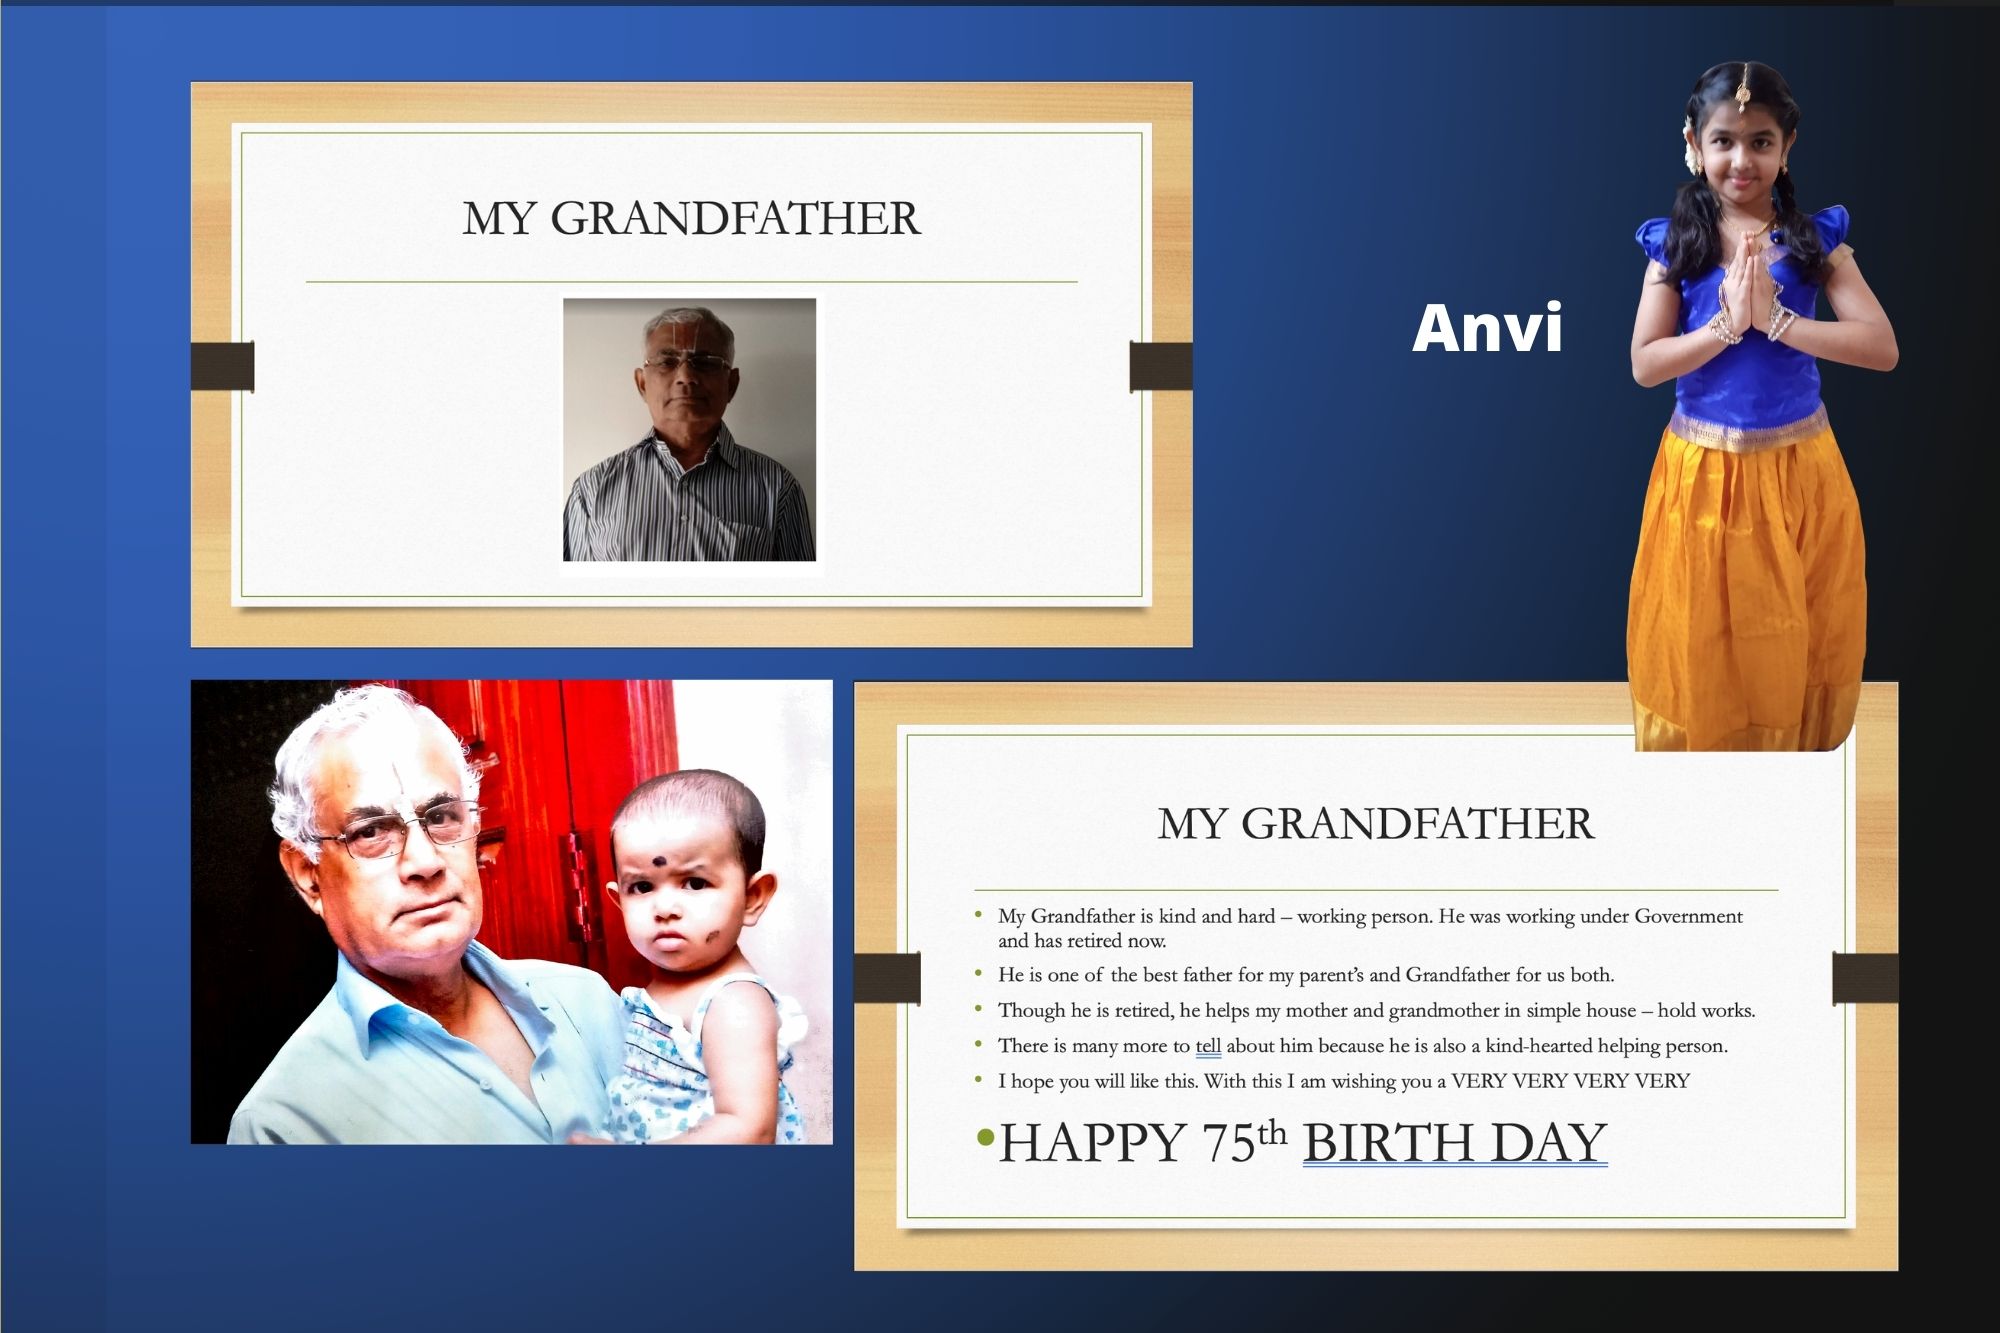 MY GRANDFATHER
Anvi
MY GRANDFATHER
• My Grandfather is kind and hard – working person. He was working under Government
and has retired now.
• He is one of the best father for my parent’s and Grandfather for us both.
• Though he is retired, he helps my mother and grandmother in simple house – hold works.
• There is many more to tell about him because he is also a kind-hearted helping person.
• I hope you will like this. With this I am wishing you a VERY VERY VERY VERY
• HAPPY 75th BIRTH DAY